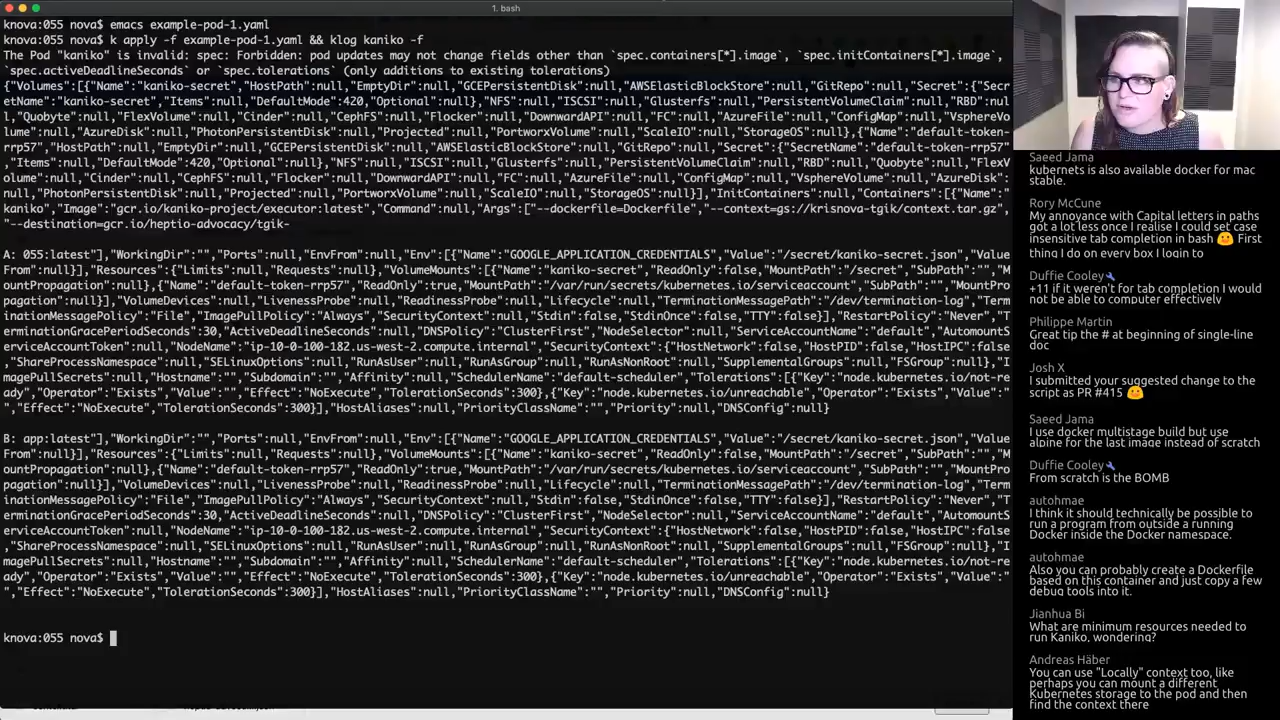 1. bash
knova:055 nova$ emacs example-pod-1.yaml
knova:055 nova$ k apply -f example-pod-1.yaml && klog kaniko -f
The Pod "kaniko" is invalid: spec: Forbidden: pod updates may not change fields other than `spec.containers[*].image`, `spec.initContainers[*].image`,
`spec.activeDeadlineSeconds` or `spec.tolerations` (only additions to existing tolerations)
{"Volumes":[{"Name":"kaniko-secret","HostPath":null,"EmptyDir":null,"GCEPersistentDisk":null,"AWSElasticBlockStore":null,"GitRepo":null,"Secret":{"Secr
etName":"kaniko-secret","Items":null,"DefaultMode":420,"Optional":null},"NFS":null,"ISCSI":null,"Glusterfs":null,"PersistentVolumeClaim":null,"RBD":null,
"Quobyte":null,"FlexVolume":null,"Cinder":null,"CephFS":null,"Flocker":null,"DownwardAPI":null,"FC":null,"AzureFile":null,"ConfigMap":null,"VsphereVo
lume":null,"AzureDisk":null,"PhotonPersistentDisk":null,"Projected":null,"PortworxVolume":null,"ScaleIO":null,"StorageOS":null},{"Name":"default-token-
rrp57","HostPath":null,"EmptyDir":null,"GCEPersistentDisk":null,"AWSElasticBlockStore":null,"GitRepo":null,"Secret":{"SecretName":"default-token-rrp57"
,"Items":null,"DefaultMode":420,"Optional":null},"NFS":null,"ISCSI":null,"Glusterfs":null,"PersistentVolumeClaim":null,"RBD":null,"Quobyte":null,"FlexV
olume":null,"Cinder":null,"CephFS":null,"Flocker":null,"DownwardAPI":null,"FC":null,"AzureFile":null,"ConfigMap":null,"VsphereVolume":null,"AzureDisk":null,
"PhotonPersistentDisk":null,"Projected":null,"PortworxVolume":null,"ScaleIO":null,"StorageOS":null}],"InitContainers":null,"Containers":[{"Name":"
kaniko","Image":"gcr.io/kaniko-project/executor:latest","Command":null,"Args":["--dockerfile=Dockerfile","--context=gs://krisnova-tgik/context.tar.gz",
"--destination=gcr.io/heptio-advocacy/tgik-
A: 055:latest"],"WorkingDir":"","Ports":null,"EnvFrom":null,"Env":[{"Name":"GOOGLE_APPLICATION_CREDENTIALS","Value":"/secret/kaniko-secret.json","Value
From":null}],"Resources":{"Limits":null,"Requests":null},"VolumeMounts":[{"Name":"kaniko-secret","ReadOnly":false,"MountPath":"/secret","SubPath":"","M
ountPropagation":null},{"Name":"default-token-rrp57","ReadOnly":true,"MountPath":"/var/run/secrets/kubernetes.io/serviceaccount","SubPath":"","MountPro
pagation":null}],"VolumeDevices":null,"LivenessProbe":null,"ReadinessProbe":null,"Lifecycle":null,"TerminationMessagePath":"/dev/termination-log","Term
inationMessagePolicy":"File","ImagePullPolicy":"Always","SecurityContext":null,"Stdin":false,"StdinOnce":false,"TTY":false}],"RestartPolicy":"Never","T
erminationGracePeriodSeconds":30,"ActiveDeadlineSeconds":null,"DNSPolicy":"ClusterFirst","NodeSelector":null,"ServiceAccountName":"default","AutomountS
erviceAccountToken":null,"NodeName":"ip-10-0-100-182.us-west-2.compute.internal","SecurityContext":{"HostNetwork":false,"HostPID":false,"HostIPC":false
,"ShareProcessNamespace":null,"SELinuxOptions":null,"RunAsUser":null,"RunAsGroup":null,"RunAsNonRoot":null,"SupplementalGroups":null,"FSGroup":null},"I
magePullSecrets":null,"Hostname":"","Subdomain":"","Affinity":null,"SchedulerName":"default-scheduler","Tolerations":[{"Key":"node.kubernetes.io/not-re
ady","Operator":"Exists","Value":"","Effect":"NoExecute","TolerationSeconds":300},{"Key":"node.kubernetes.io/unreachable","Operator":"Exists","Value":"
","Effect":"NoExecute","TolerationSeconds":300}],"HostAliases":null,"PriorityClassName":"","Priority":null,"DNSConfig":null}
B: app:latest"],"WorkingDir":"","Ports":null,"EnvFrom":null,"Env":[{"Name":"GOOGLE_APPLICATION_CREDENTIALS","Value":"/secret/kaniko-secret.json","Value
From":null}],"Resources":{"Limits":null,"Requests":null},"VolumeMounts":[{"Name":"kaniko-secret","ReadOnly":false,"MountPath":"/secret","SubPath":"","M
ountPropagation":null},{"Name":"default-token-rrp57","ReadOnly":true,"MountPath":"/var/run/secrets/kubernetes.io/serviceaccount","SubPath":"","MountPro
pagation":null}],"VolumeDevices":null,"LivenessProbe":null,"ReadinessProbe":null,"Lifecycle":null,"TerminationMessagePath":"/dev/termination-log","Term
inationMessagePolicy":"File","ImagePullPolicy":"Always","SecurityContext":null,"Stdin":false,"StdinOnce":false,"TTY":false}],"RestartPolicy":"Never","T
erminationGracePeriodSeconds":30,"ActiveDeadlineSeconds":null,"DNSPolicy":"ClusterFirst","NodeSelector":null,"ServiceAccountName":"default","AutomountS
erviceAccountToken":null,"NodeName":"ip-10-0-100-182.us-west-2.compute.internal","SecurityContext":{"HostNetwork":false,"HostPID":false,"HostIPC":false
,"ShareProcessNamespace":null,"SELinuxOptions":null,"RunAsUser":null,"RunAsGroup":null,"RunAsNonRoot":null,"SupplementalGroups":null,"FSGroup":null},"I
magePullSecrets":null,"Hostname":"","Subdomain":"","Affinity":null,"SchedulerName":"default-scheduler","Tolerations":[{"Key":"node.kubernetes.io/not-re
ady","Operator":"Exists","Value":"","Effect":"NoExecute","TolerationSeconds":300},{"Key":"node.kubernetes.io/unreachable","Operator":"Exists","Value":"
","Effect":"NoExecute","TolerationSeconds":300}],"HostAliases":null,"PriorityClassName":"","Priority":null,"DNSConfig":null}
knova:055 nova$
Saeed Jama
kubernets is also available docker for mac
stable.
Rory McCune
My annoyance with Capital letters in paths
got a lot less once I realise I could set case
insensitive tab completion in bash 😃 First
thing I do on every box I login to
Duffie Cooley🔧
+11 if it weren't for tab completion I would
not be able to computer effectively
Philippe Martin
Great tip the # at beginning of single-line
doc
Josh X
I submitted your suggested change to the
script as PR #415 😃
Saeed Jama
I use docker multistage build but use
alpine for the last image instead of scratch
Duffie Cooley🔧
From scratch is the BOMB
autohmae
I think it should technically be possible to
run a program from outside a running
Docker inside the Docker namespace.
autohmae
Also you can probably create a Dockerfile
based on this container and just copy a few
debug tools into it.
Jianhua Bi
What are minimum resources needed to
run Kaniko, wondering?
Andreas Häber
You can use "Locally" context too, like
perhaps you can mount a different
Kubernetes storage to the pod and then
find the context there